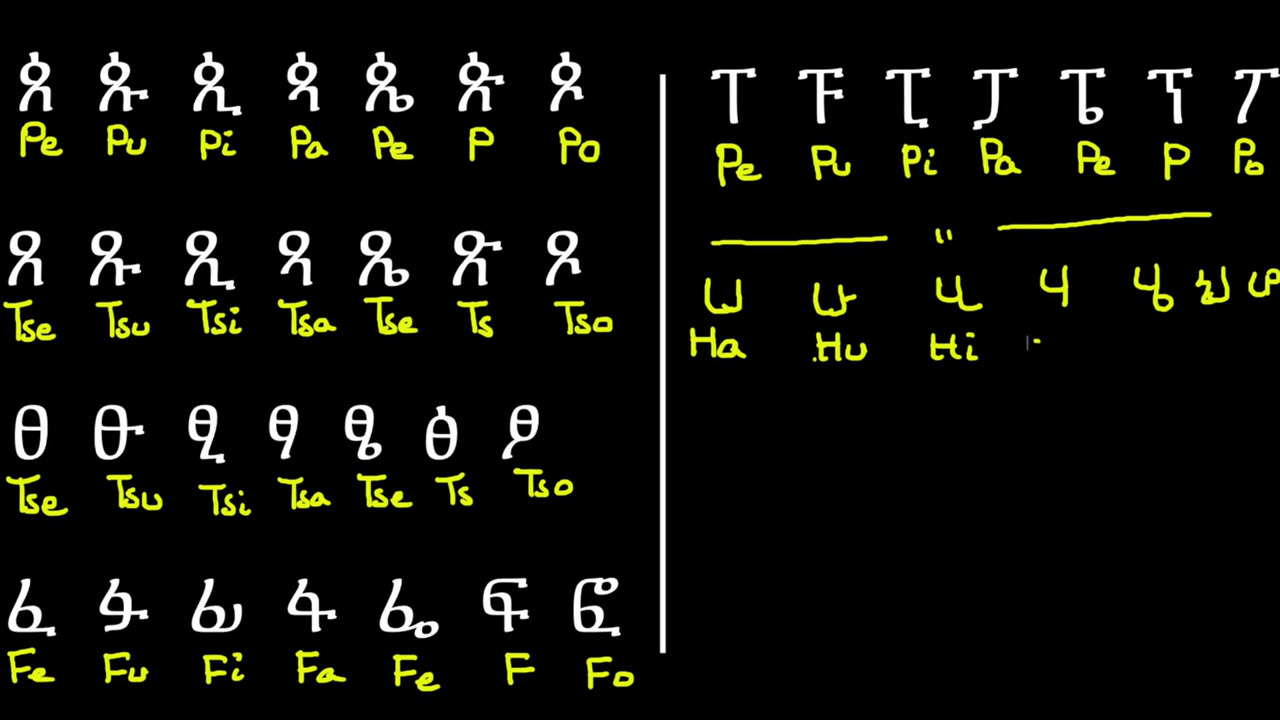 ጰ ጱ ጲ ጳ ጴ ጵ ጶ
Pe Pu Pi Pa Pe P Po
ጸ ጹ ጺ ጻ ጼ ጽ ጾ
Tse Tsu Tsi Tsa Tse Ts Tso
ፀ ፁ ፂ ፃ ፄ ፅ ፆ
Tse Tsu Tsi Tsa Tse Ts Tso
ፈ ፉ ፊ ፋ ፌ ፍ ፎ
Fe Fu Fi Fa Fe F Fo
ፐ ፑ ፒ ፓ ፔ ፕ ፖ
Pe Pu Pi Pa Pe P Po
ሀ ሁ ሂ ሃ ሄ ህ ሆ
Ha Hu Hi